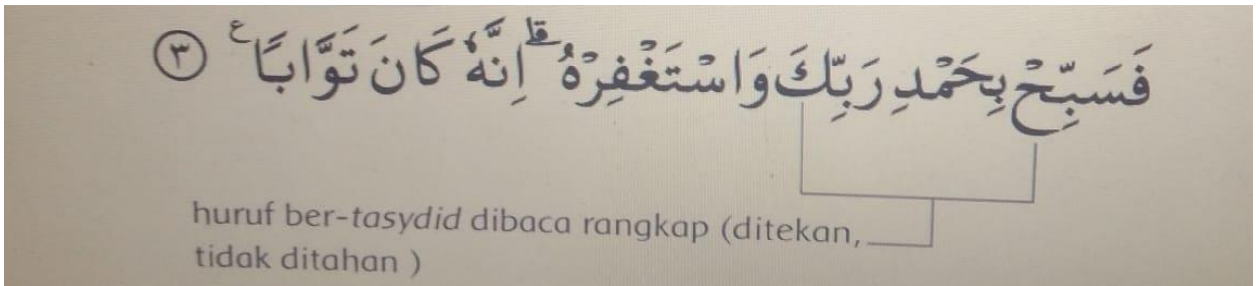 فَسَبِّحْ بِحَمْدِ رَبِّكَ وَاسْتَغْفِرْهُ ۗ اِنَّهٗ كَانَ تَوَّابًا ࣖ ٣
huruf ber-tasydid dibaca rangkap (ditekan,
tidak ditahan )